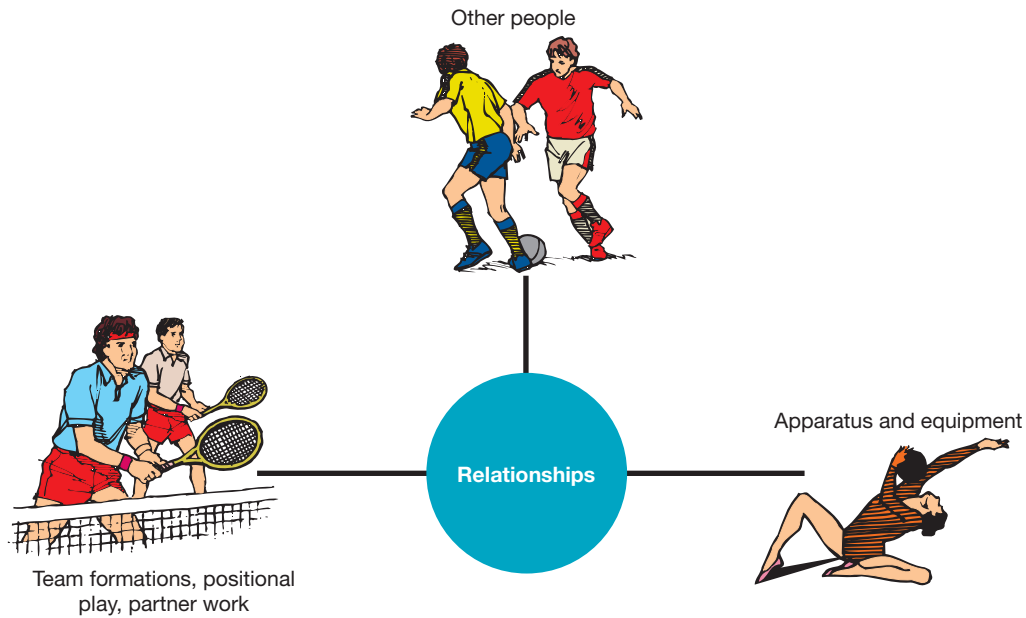 Other people
Apparatus and equipment
Relationships
Team formations, positional
play, partner work